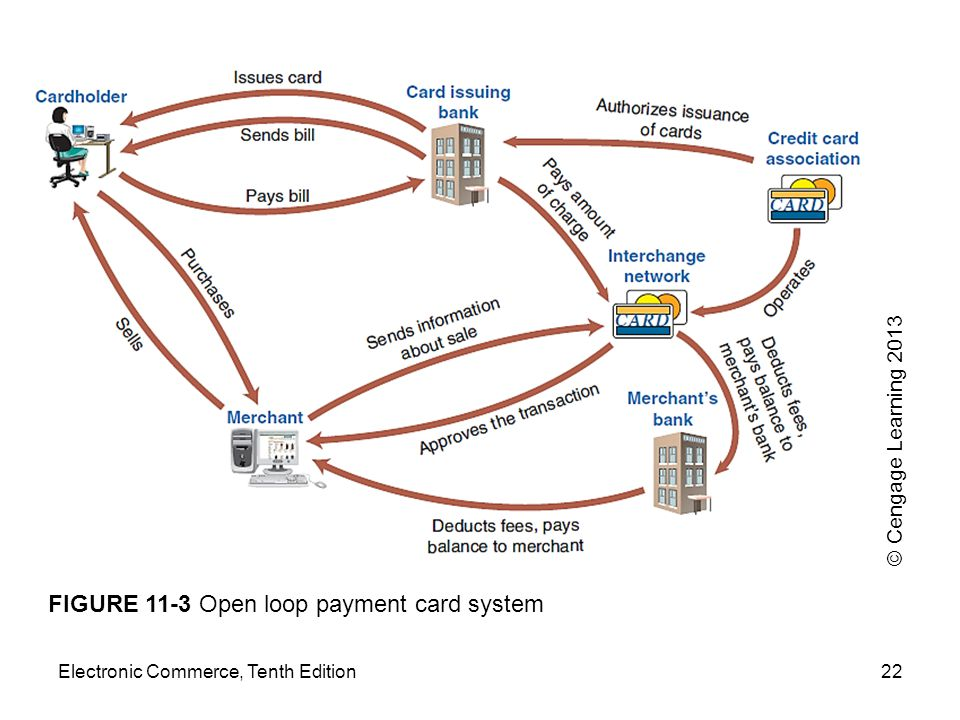 Issues card
Cardholder
Card issuing
bank
Authorizes issuance
of cards
Sends bill
Credit card
association
Pays bill
Pays amount
of charge
Interchange
network
CARD
Operates
Purchases
Sells
CARD
Sends information
about sale
Deducts fees,
pays balance to
merchant's bank
Approves the transaction
Merchant's
bank
Merchant
Deducts fees, pays
balance to merchant
© Cengage Learning 2013
FIGURE 11-3 Open loop payment card system
Electronic Commerce, Tenth Edition
22